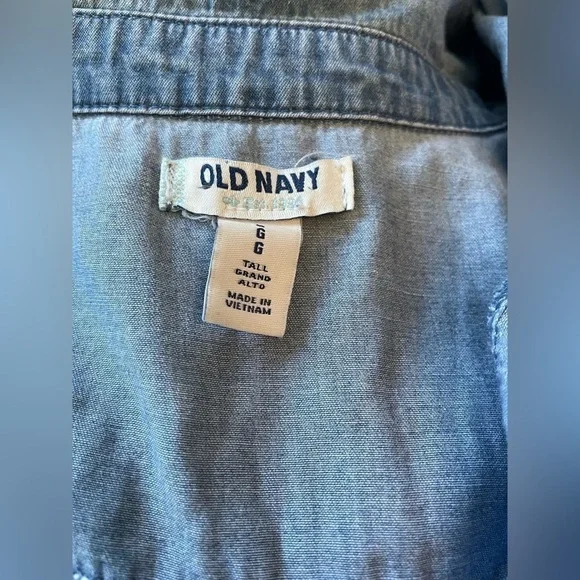 OLD NAVY
G
G
TALL
GRAND
ALTO
MADE IN
VIETNAM